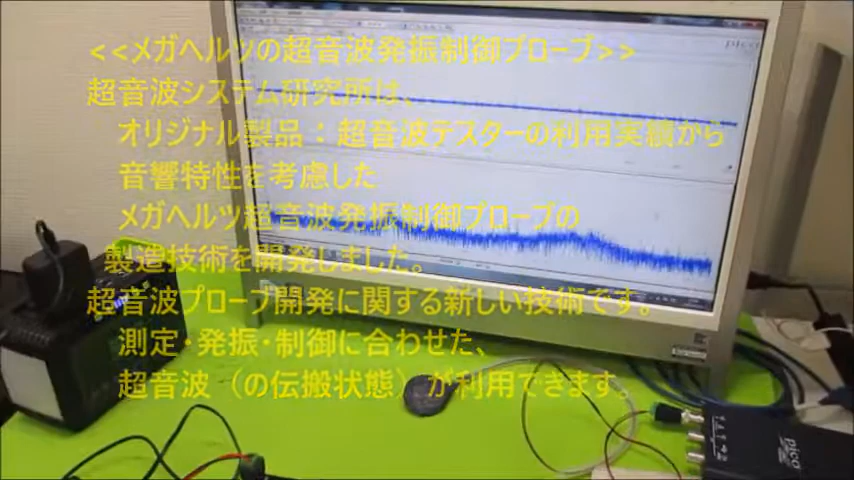 <<メガヘルツの超音波発振制御プローブ>>
超音波システム研究所は、
オリジナル製品：超音波テスターの利用実績から
音響特性を考慮した
メガヘルツ超音波発振制御プローブの
製造技術を開発しました。
超音波プローブ開発に関する新しい技術です。
測定・発振・制御に合わせた、
超音波（の伝搬状態）が利用できます。
pico